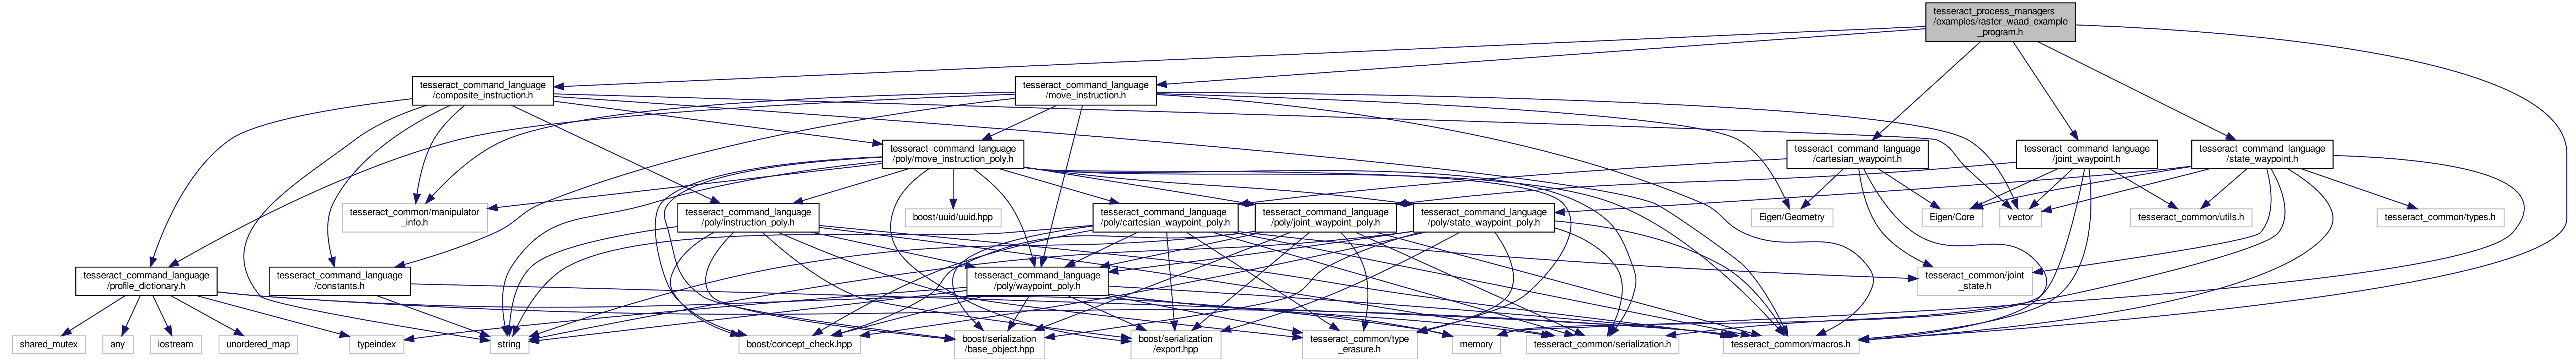 tesseract_process_managers
/examples/raster_waad_example
_program.h
tesseract_command_language
/composite_instruction.h
tesseract_command_language
/move_instruction.h
tesseract_command_language
/poly/move_instruction_poly.h
tesseract_command_language
/cartesian_waypoint.h
tesseract_command_language
/joint_waypoint.h
tesseract_command_language
/state_waypoint.h
tesseract_common/manipulator
_info.h
tesseract_command_language
/poly/instruction_poly.h
boost/uuid/uuid.hpp
tesseract_command_language
/poly/cartesian_waypoint_poly.h
tesseract_command_language
/poly/joint_waypoint_poly.h
tesseract_command_language
/poly/state_waypoint_poly.h
Eigen/Geometry
Eigen/Core
vector
tesseract_common/utils.h
tesseract_common/types.h
tesseract_command_language
/profile_dictionary.h
tesseract_command_language
/constants.h
tesseract_command_language
/poly/waypoint_poly.h
tesseract_common/joint
_state.h
shared_mutex
any
iostream
unordered_map
typeindex
string
boost/concept_check.hpp
boost/serialization
/base_object.hpp
boost/serialization
/export.hpp
tesseract_common/type
_erasure.h
memory
tesseract_common/serialization.h
tesseract_common/macros.h